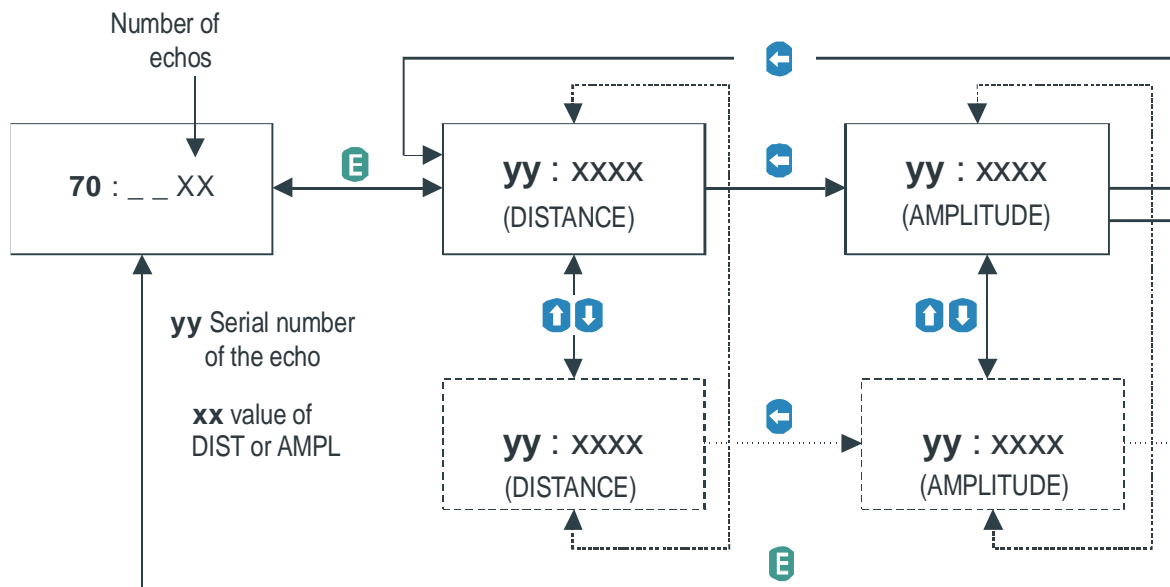 Number of
echos
70 : _ _ XX
E
yy : xxxx
(DISTANCE)
yy : xxxx
(AMPLITUDE)
yy Serial number
of the echo
xx value of
DIST or AMPL
yy : xxxx
(DISTANCE)
yy : xxxx
(AMPLITUDE)
E